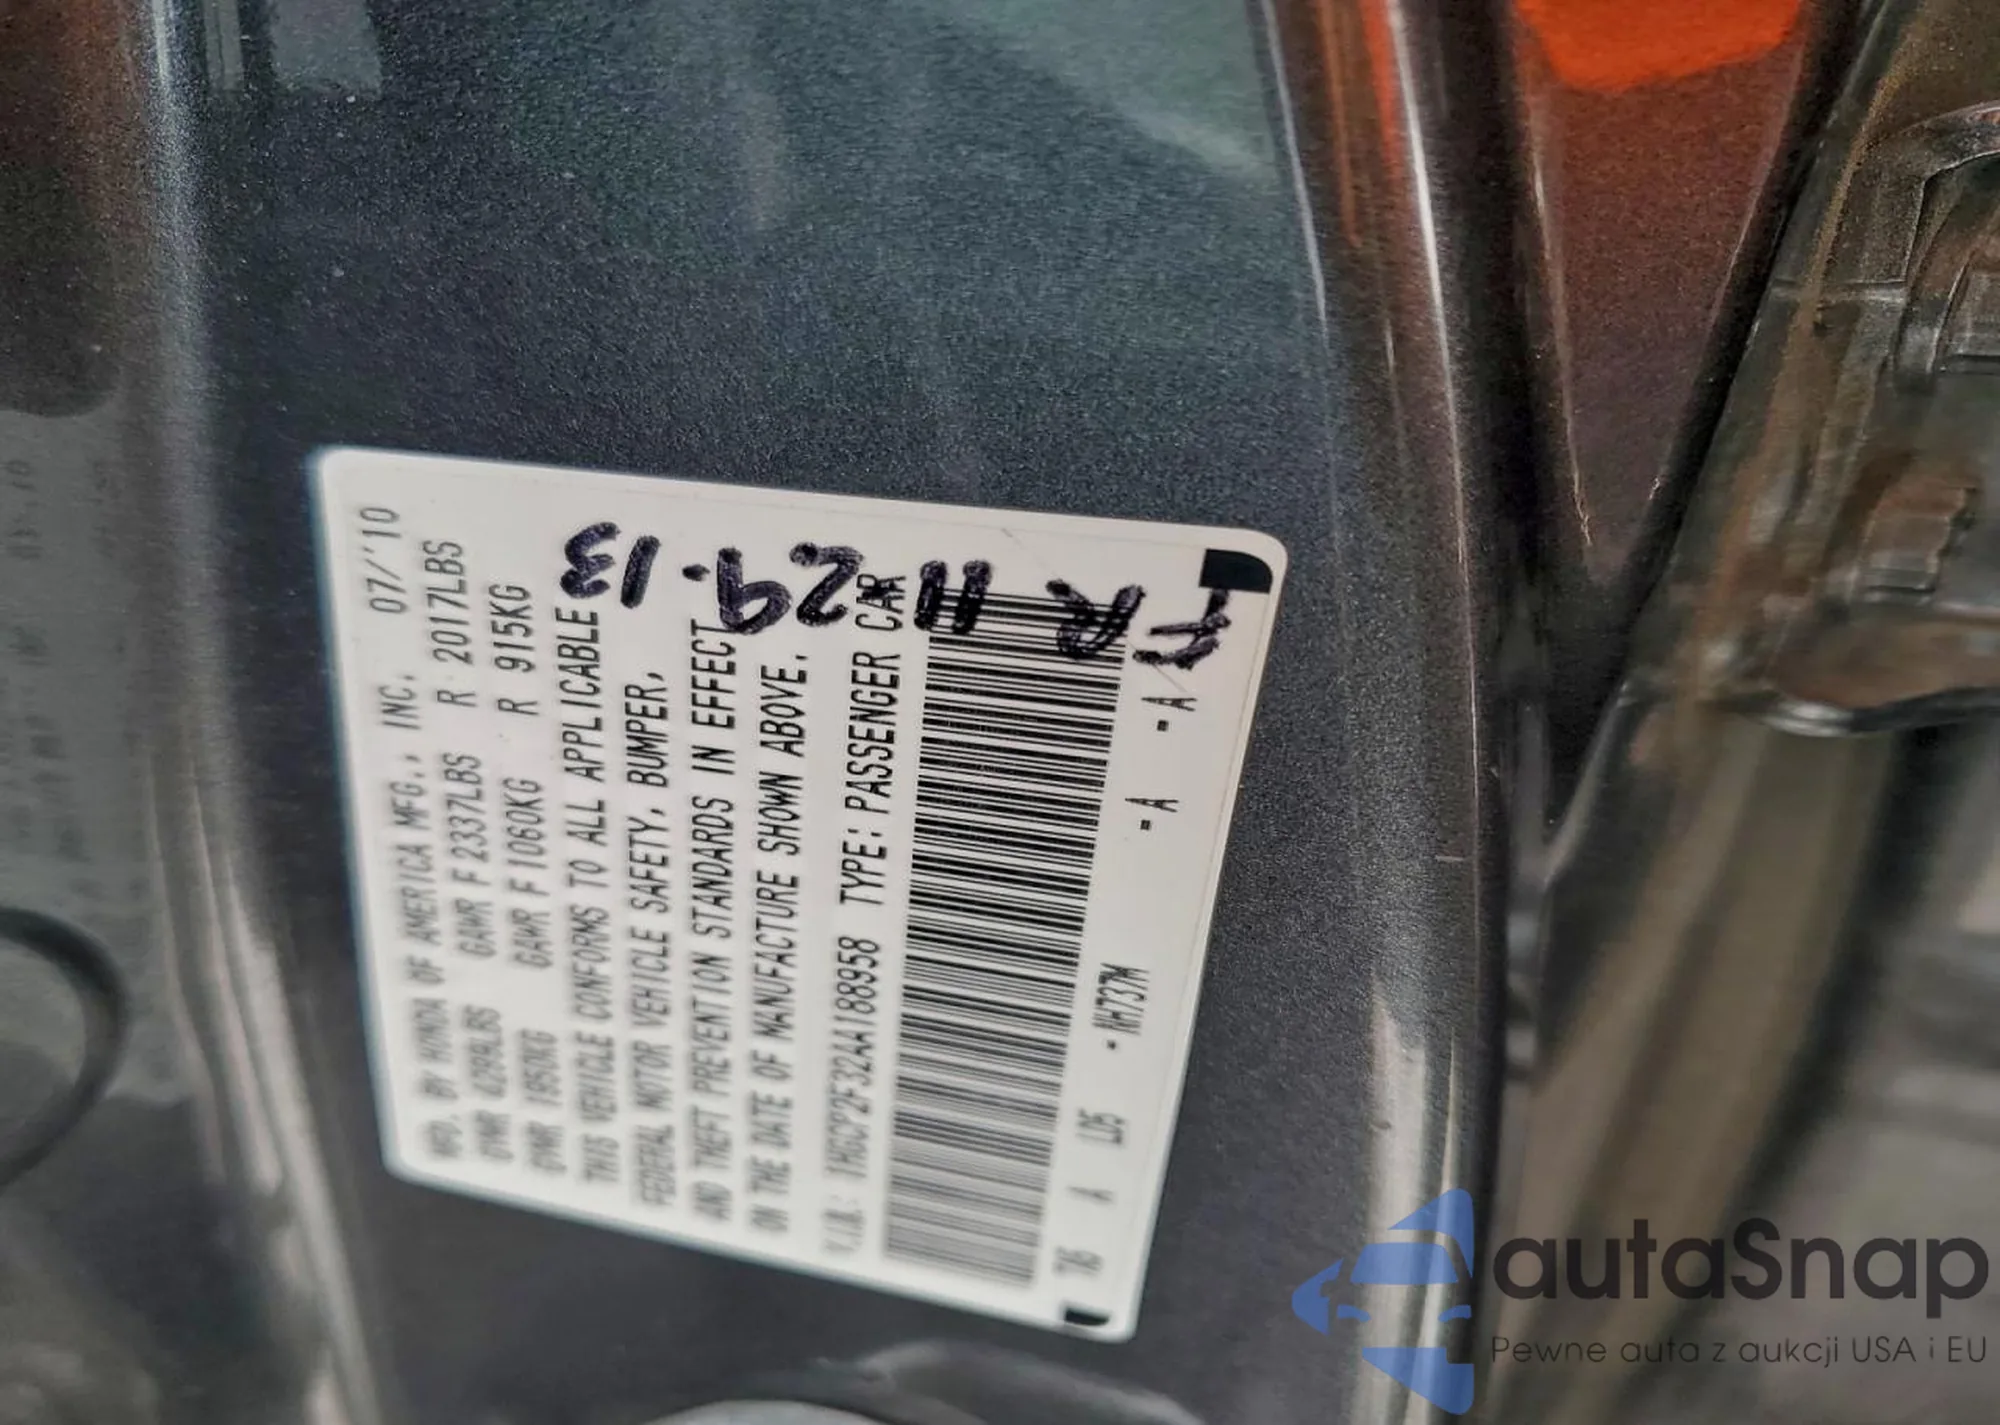 MFD. BY HONDA OF AMERICA MFG., INC. 07/'10
GVWR 4299LBS GAWR F 2337LBS R 2017LBS
GVWR 1950KG GAWR F 1060KG R 915KG
THIS VEHICLE CONFORMS TO ALL APPLICABLE
FEDERAL MOTOR VEHICLE SAFETY, BUMPER,
AND THEFT PREVENTION STANDARDS IN EFFECT
ON THE DATE OF MANUFACTURE SHOWN ABOVE.
V.I.N.: 1HGCP2F32AA188958 TYPE: PASSENGER CAR
76 A LD5 - NH737M -A -A
F R 11 29.13
autaSnap
Pewne auta z aukcji USA i EU